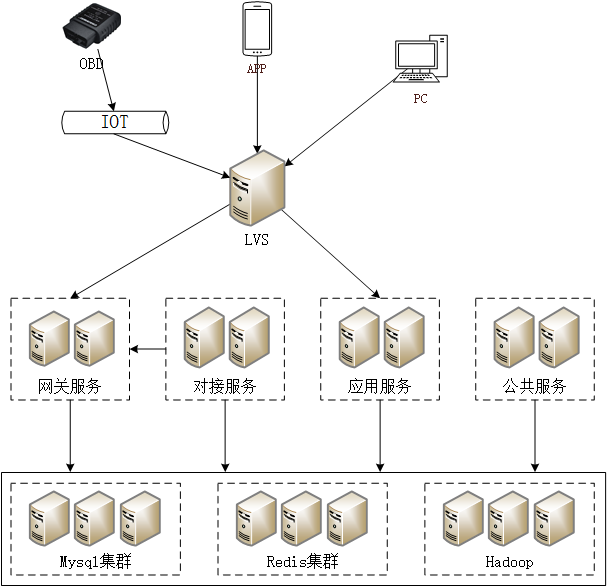 OBD
APP
PC
IOT
LVS
网关服务
对接服务
应用服务
公共服务
Mysql集群
Redis集群
Hadoop